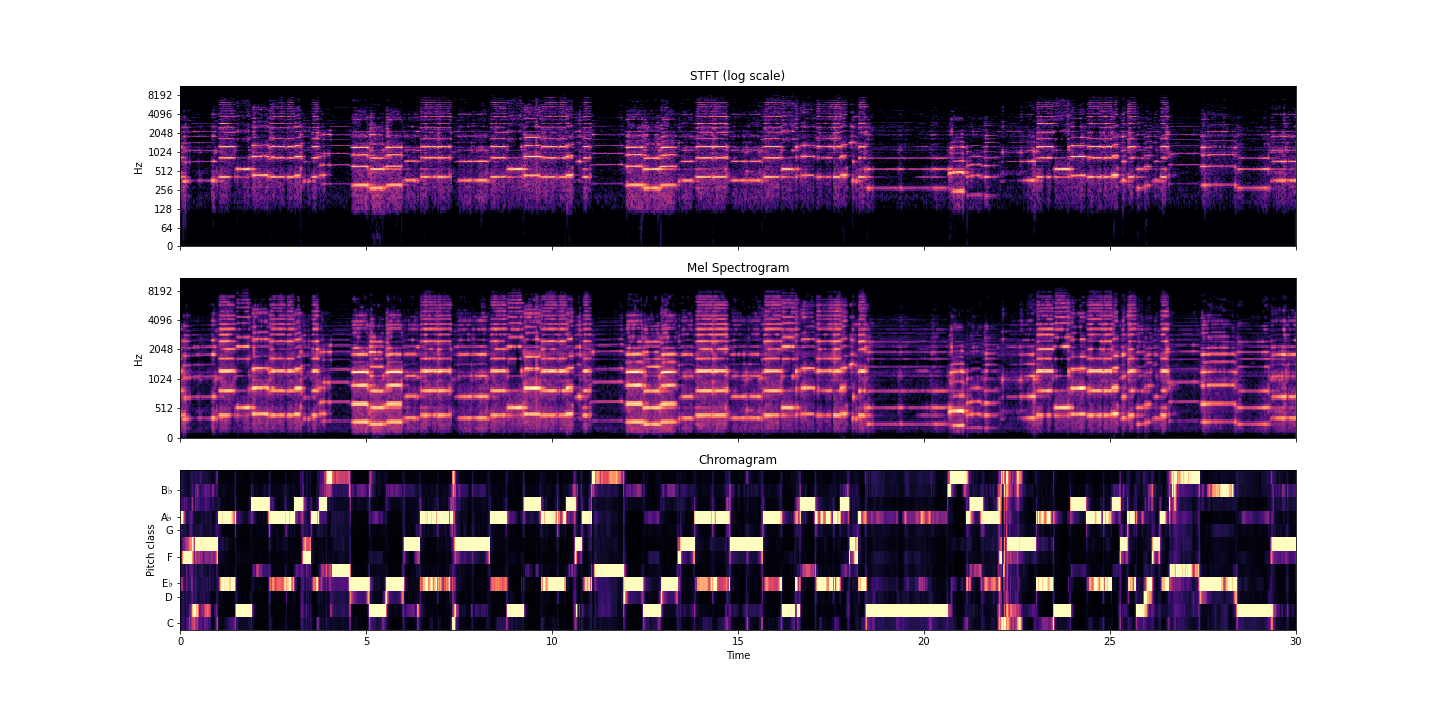 STFT (log scale)
8192
4096
2048
1024
512
256
128
64
0
Hz
Mel Spectrogram
8192
4096
2048
1024
512
0
Hz
Chromagram
B♭
A♭
G
F
E♭
D
C
Pitch class
0 5 10 15 20 25 30
Time